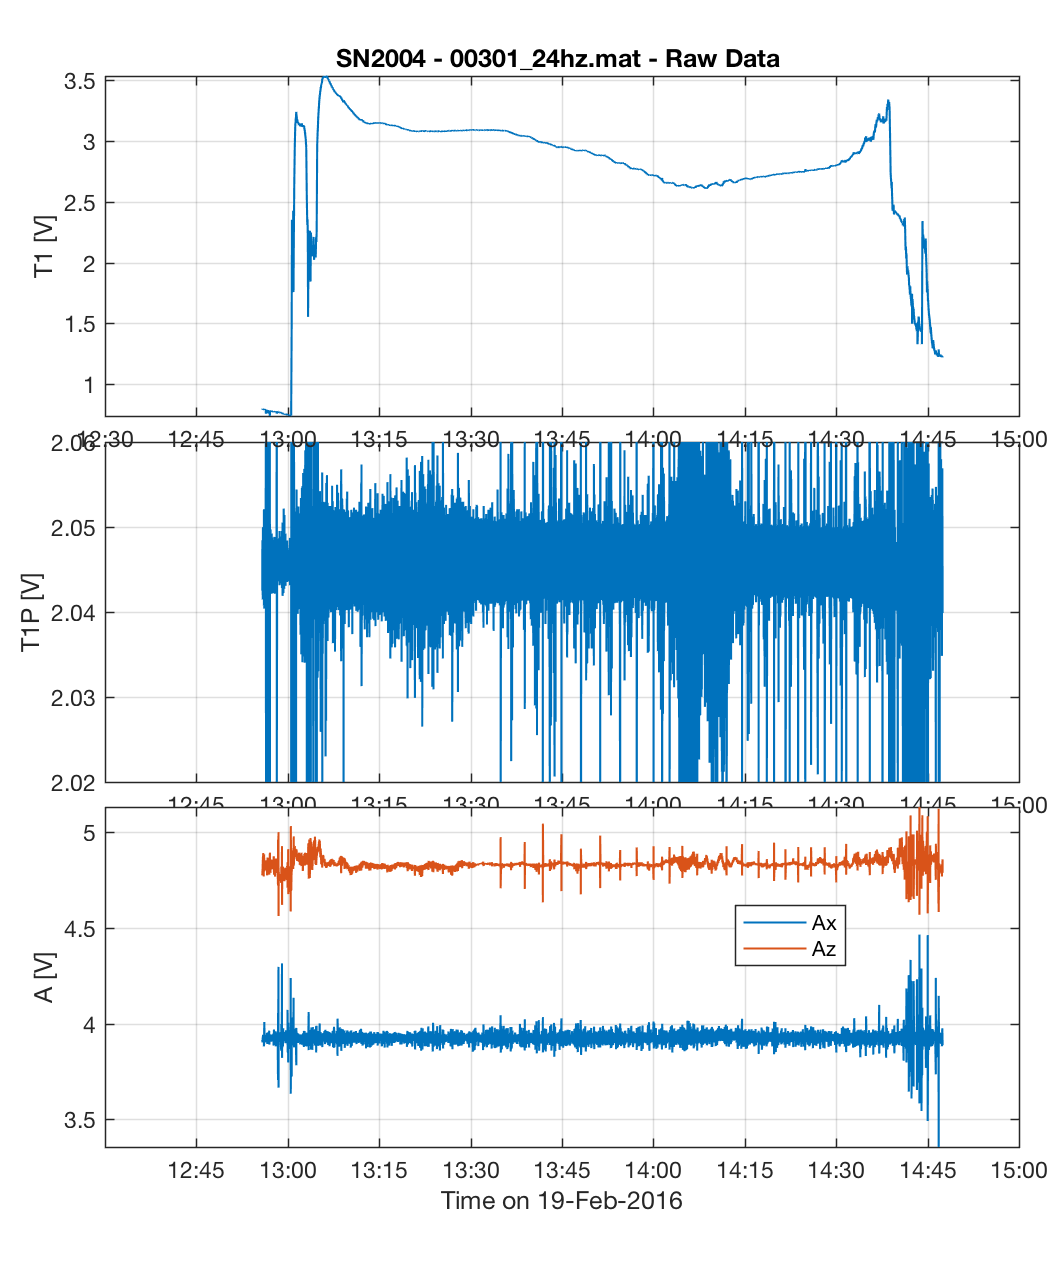 SN2004 - 00301_24hz.mat - Raw Data
3.5
3
2.5
2
1.5
1
T1 [V]
12:30 12:45 13:00 13:15 13:30 13:45 14:00 14:15 14:30 14:45 15:00
2.06
2.05
2.04
2.03
2.02
T1P [V]
12:45 13:00 13:15 13:30 13:45 14:00 14:15 14:30 14:45 15:00
5
4.5
4
3.5
A [V]
Ax
Az
12:45 13:00 13:15 13:30 13:45 14:00 14:15 14:30 14:45 15:00
Time on 19-Feb-2016